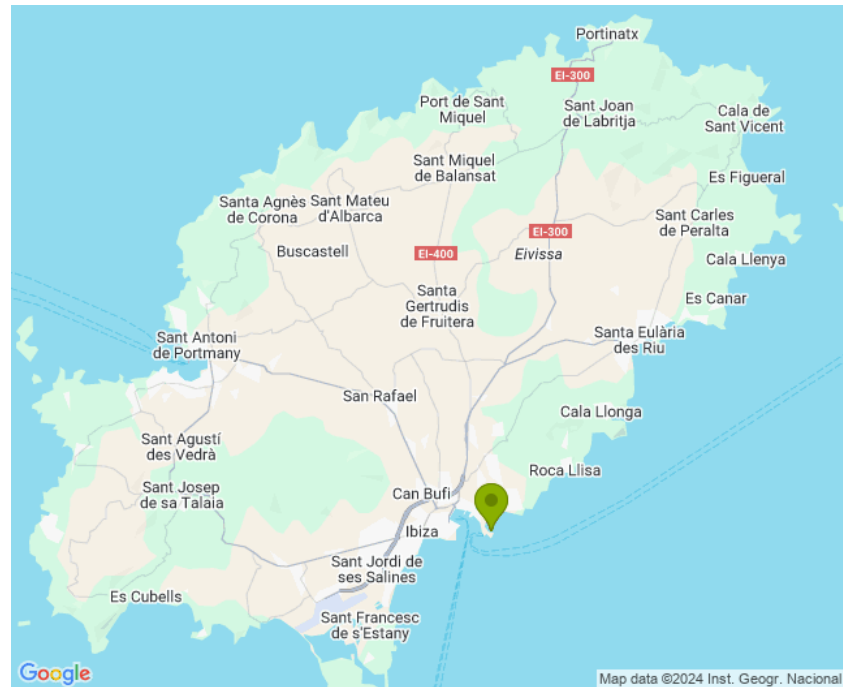 Portinatx
EI-300
Port de Sant
Miquel
Sant Joan
de Labritja
Cala de
Sant Vicent
Sant Miquel
de Balansat
Es Figueral
Santa Agnès
de Corona
Sant Mateu
d'Albarca
Sant Carles
de Peralta
EI-300
Buscastell
EI-400
Eivissa
Cala Llenya
Santa
Gertrudis
de Fruitera
Es Canar
Sant Antoni
de Portmany
Santa Eulària
des Riu
San Rafael
Cala Llonga
Sant Agustí
des Vedrà
Roca Llisa
Sant Josep
de sa Talaia
Can Bufi
Ibiza
Sant Jordi de
ses Salines
Es Cubells
Sant Francesc
de s'Estany
Google
Map data ©2024 Inst. Geogr. Nacional